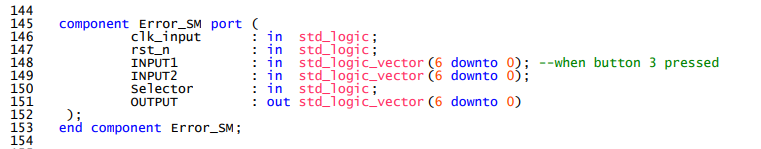 144
145 component Error_SM port (
146 clk_input : in std_logic;
147 rst_n : in std_logic;
148 INPUT1 : in std_logic_vector(6 downto 0); --when button 3 pressed
149 INPUT2 : in std_logic_vector(6 downto 0);
150 Selector : in std_logic;
151 OUTPUT : out std_logic_vector(6 downto 0)
152 );
153 end component Error_SM;
154